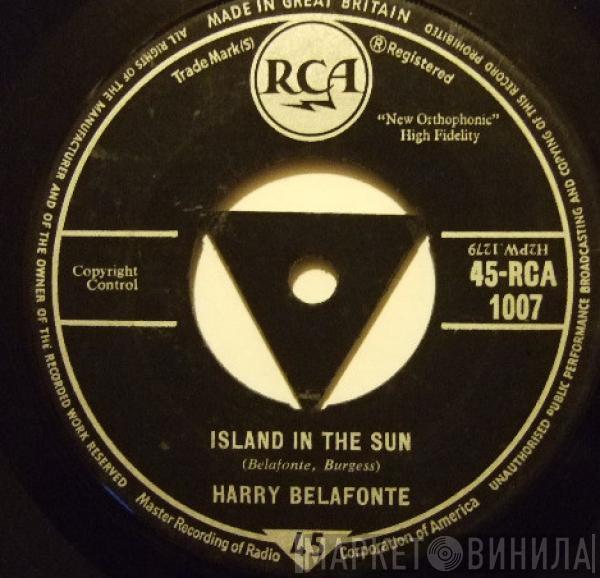 MADE IN GREAT BRITAIN
ALL RIGHTS OF THE MANUFACTURER AND OF THE OWNER OF THE RECORDED WORK RESERVED
UNAUTHORISED PUBLIC PERFORMANCE BROADCASTING AND COPYING OF THIS RECORD PROHIBITED
Trade Mark(s)
RCA
®Registered
"New Orthophonic"
High Fidelity
Copyright
Control
H2PW.1279
45-RCA
1007
ISLAND IN THE SUN
(Belafonte, Burgess)
HARRY BELAFONTE
Master Recording of Radio 45 Corporation of America
МАРКЕТ ВИНИЛА